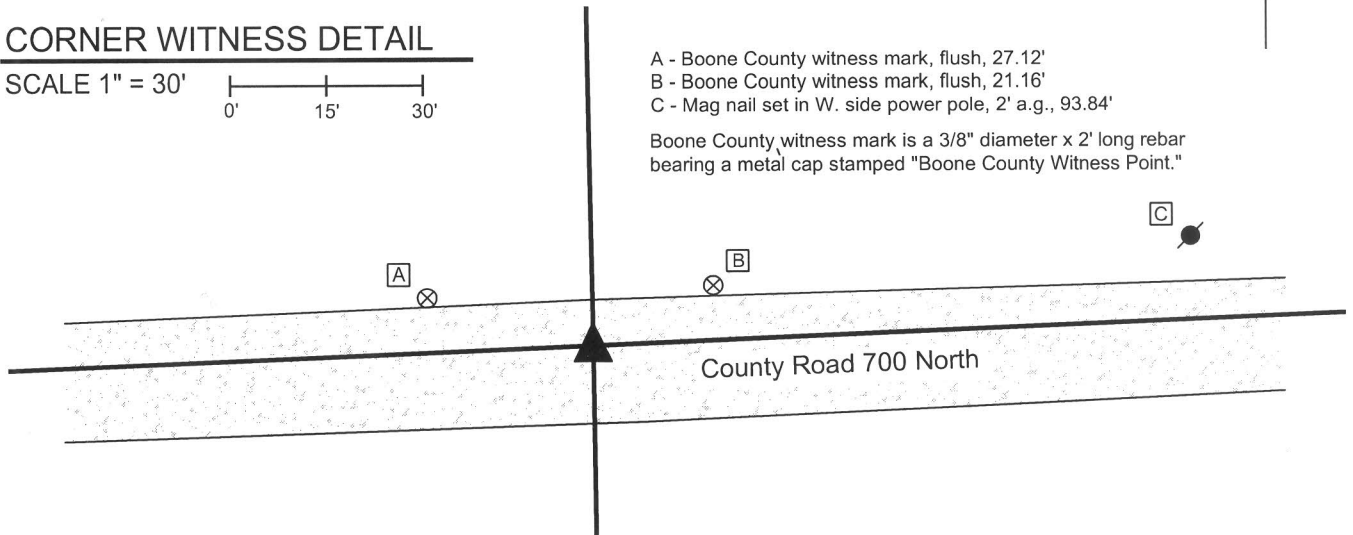 CORNER WITNESS DETAIL
SCALE 1" = 30'
0' 15' 30'
A - Boone County witness mark, flush, 27.12'
B - Boone County witness mark, flush, 21.16'
C - Mag nail set in W. side power pole, 2' a.g., 93.84'
Boone County witness mark is a 3/8" diameter x 2' long rebar
bearing a metal cap stamped "Boone County Witness Point."
C
B
A
County Road 700 North